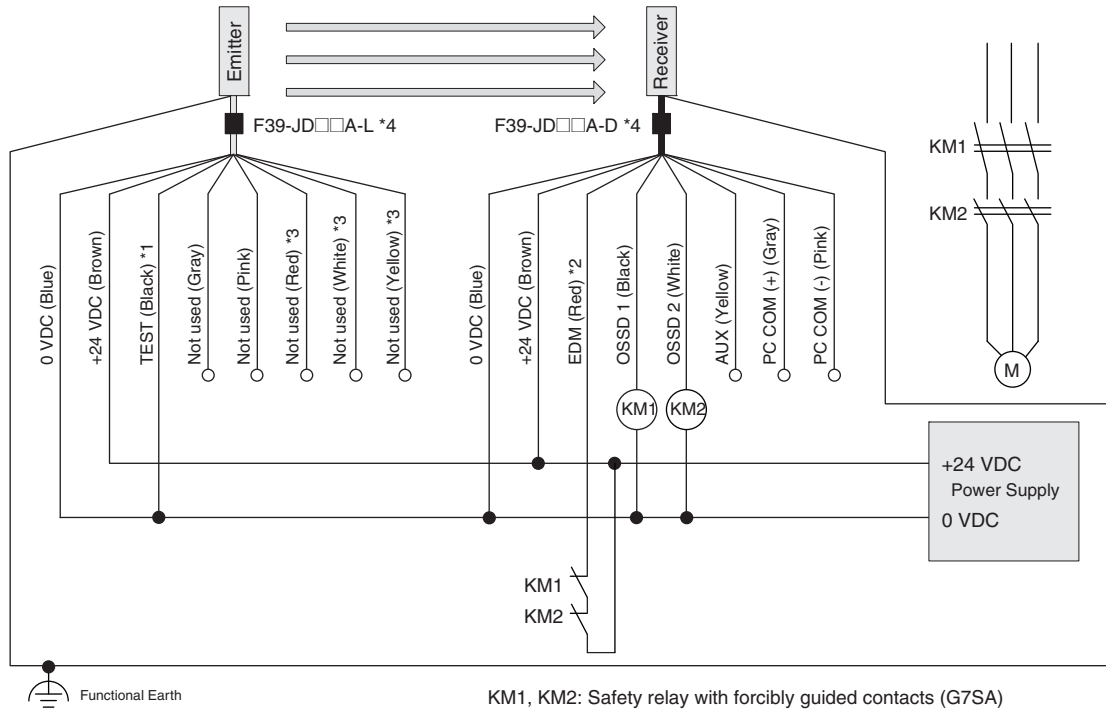 Emitter
Receiver
F39-JD□□A-L *4
F39-JD□□A-D *4
KM1
KM2
M
0 VDC (Blue)
+24 VDC (Brown)
TEST (Black) *1
Not used (Gray)
Not used (Pink)
Not used (Red) *3
Not used (White) *3
Not used (Yellow) *3
0 VDC (Blue)
+24 VDC (Brown)
EDM (Red) *2
OSSD 1 (Black)
OSSD 2 (White)
AUX (Yellow)
PC COM (+) (Gray)
PC COM (-) (Pink)
KM1
KM2
+24 VDC
Power Supply
0 VDC
KM1
KM2
Functional Earth
KM1, KM2: Safety relay with forcibly guided contacts (G7SA)